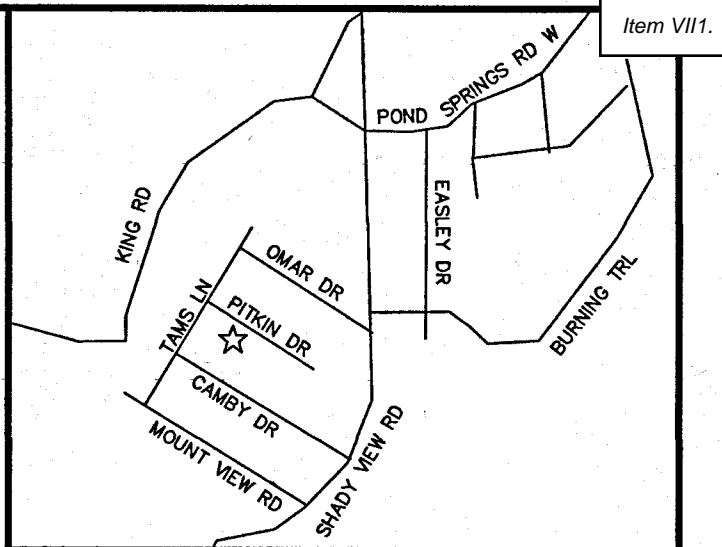 Item VII1.
POND SPRINGS RD W
KING RD
EASLEY DR
OMAR DR
BURNING TRL
TAMS LN
PITKIN DR
CAMBY DR
MOUNT VIEW RD
SHADY VIEW RD